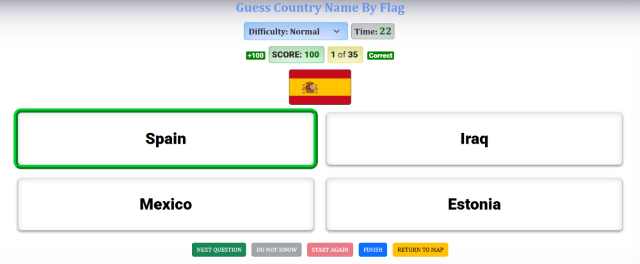 Guess Country Name By Flag
Difficulty: Normal Time: 22
+100 SCORE: 100 1 of 35 Correct
Spain Iraq
Mexico Estonia
NEXT QUESTION DO NOT KNOW START AGAIN FINISH RETURN TO MAP